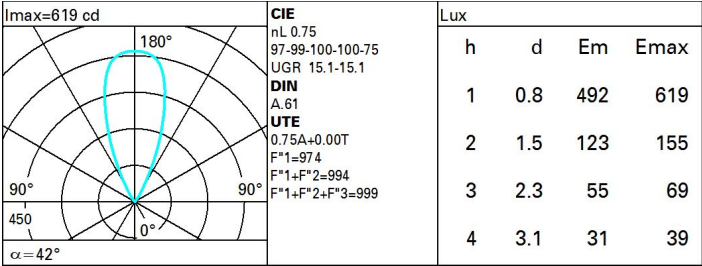 Imax=619 cd
180°
90° 90°
450
0°
α=42°
CIE
nL 0.75
97-99-100-100-75
UGR 15.1-15.1
DIN
A.61
UTE
0.75A+0.00T
F"1=974
F"1+F"2=994
F"1+F"2+F"3=999
Lux
h d Em Emax
1 0.8 492 619
2 1.5 123 155
3 2.3 55 69
4 3.1 31 39